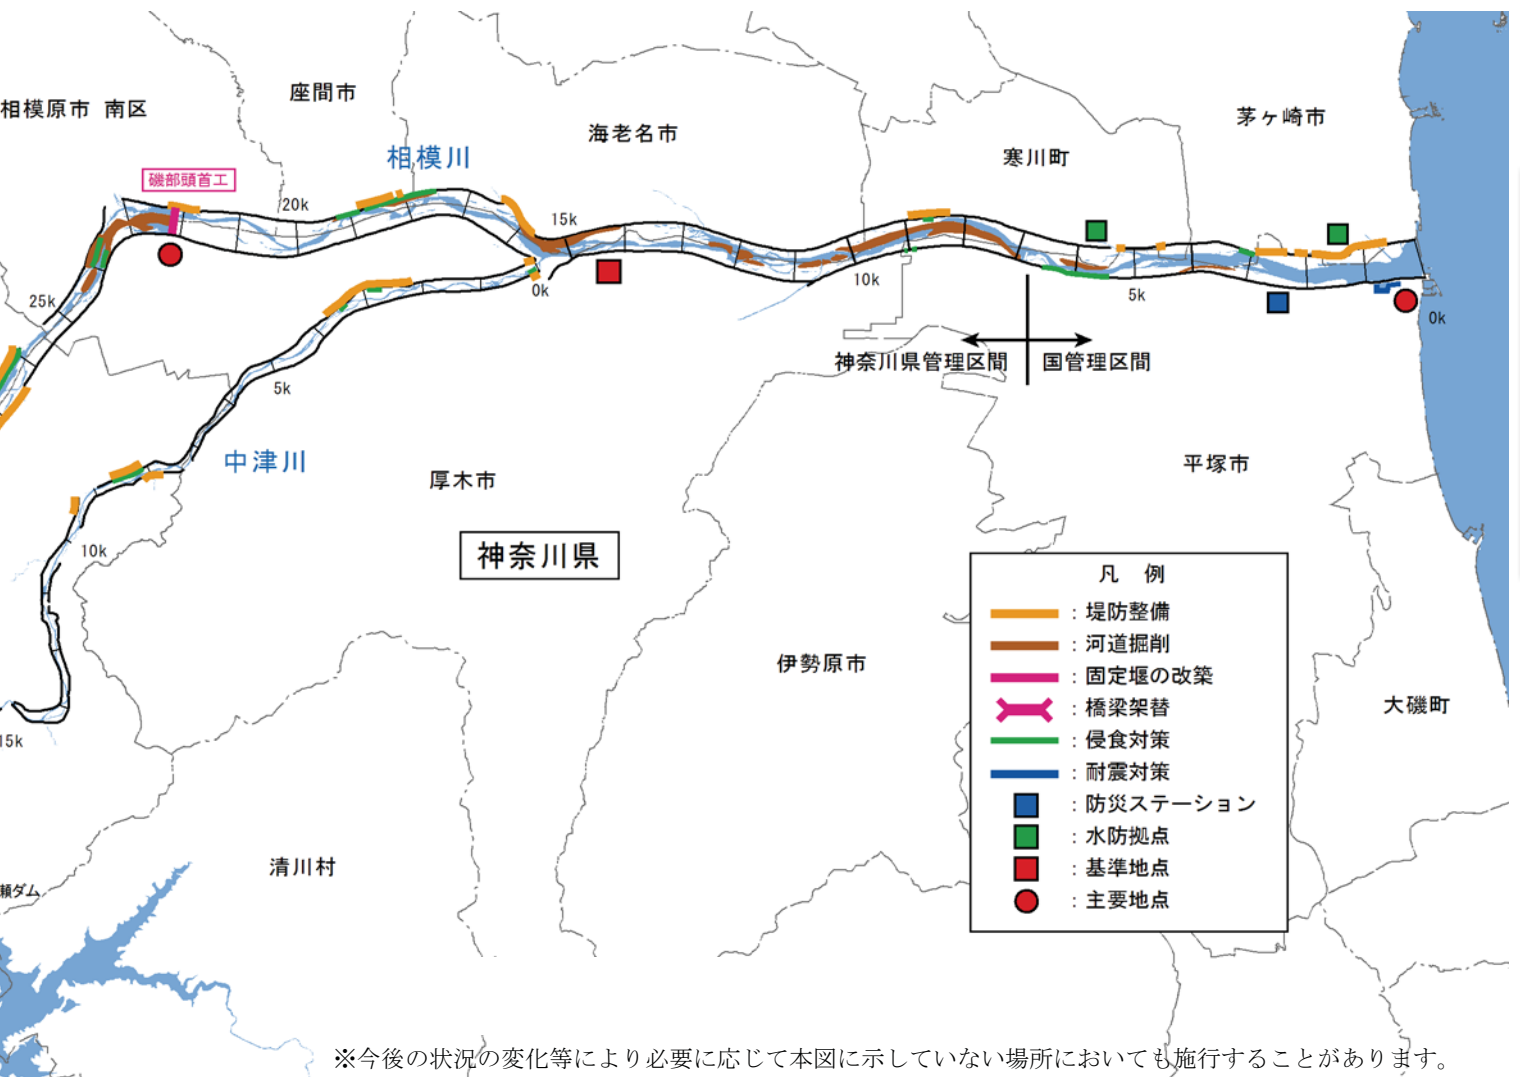 座間市
相模原市 南区
海老名市
茅ヶ崎市
寒川町
相模川
磯部頭首工
20k
15k
10k
5k
0k
25k
0k
神奈川県管理区間
国管理区間
5k
中津川
厚木市
平塚市
神奈川県
10k
伊勢原市
大磯町
15k
清川村
瀬ダム
凡 例
：堤防整備
：河道掘削
：固定堰の改築
：橋梁架替
：侵食対策
：耐震対策
：防災ステーション
：水防拠点
：基準地点
：主要地点
※今後の状況の変化等により必要に応じて本図に示していない場所においても施行することがあります。